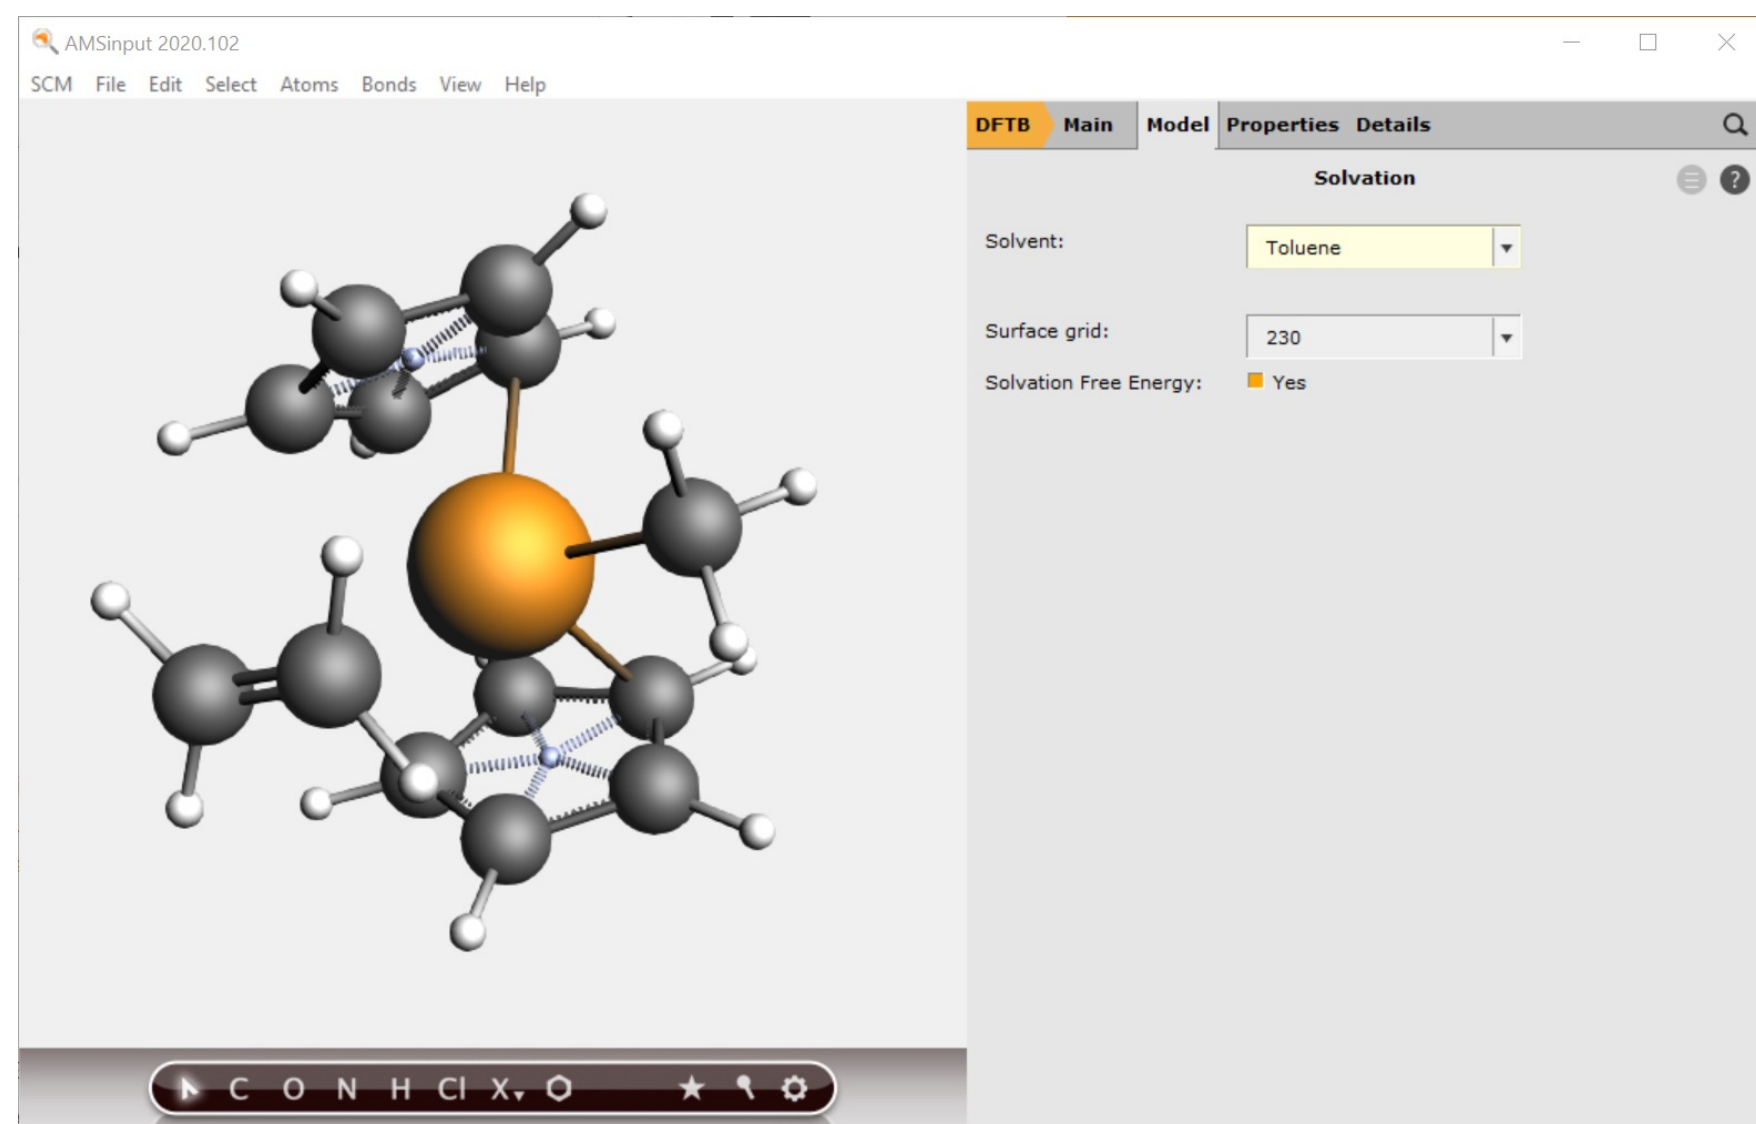 AMSinput 2020.102
SCM File Edit Select Atoms Bonds View Help
DFTB Main Model Properties Details
Solvation
?
Solvent: Toluene
Surface grid: 230
Solvation Free Energy: Yes
C O N H Cl X